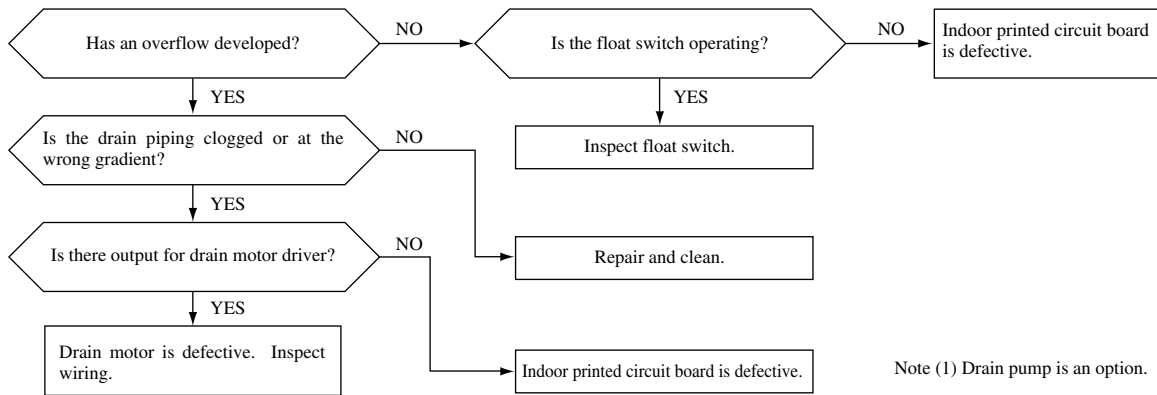 Has an overflow developed?
NO
Is the float switch operating?
NO
Indoor printed circuit board
is defective.
YES
YES
Is the drain piping clogged or at the
wrong gradient?
NO
Inspect float switch.
YES
Is there output for drain motor driver?
NO
Repair and clean.
YES
Drain motor is defective. Inspect
wiring.
Indoor printed circuit board is defective.
Note (1) Drain pump is an option.